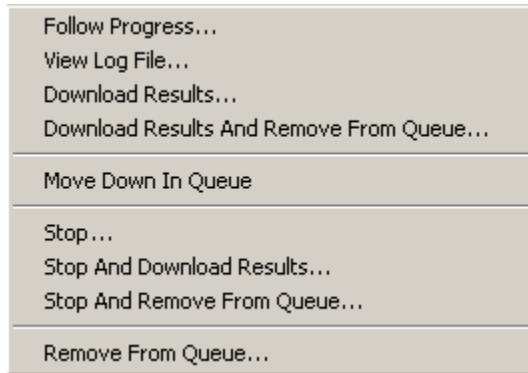 Follow Progress...
View Log File...
Download Results...
Download Results And Remove From Queue...
Move Down In Queue
Stop...
Stop And Download Results...
Stop And Remove From Queue...
Remove From Queue...